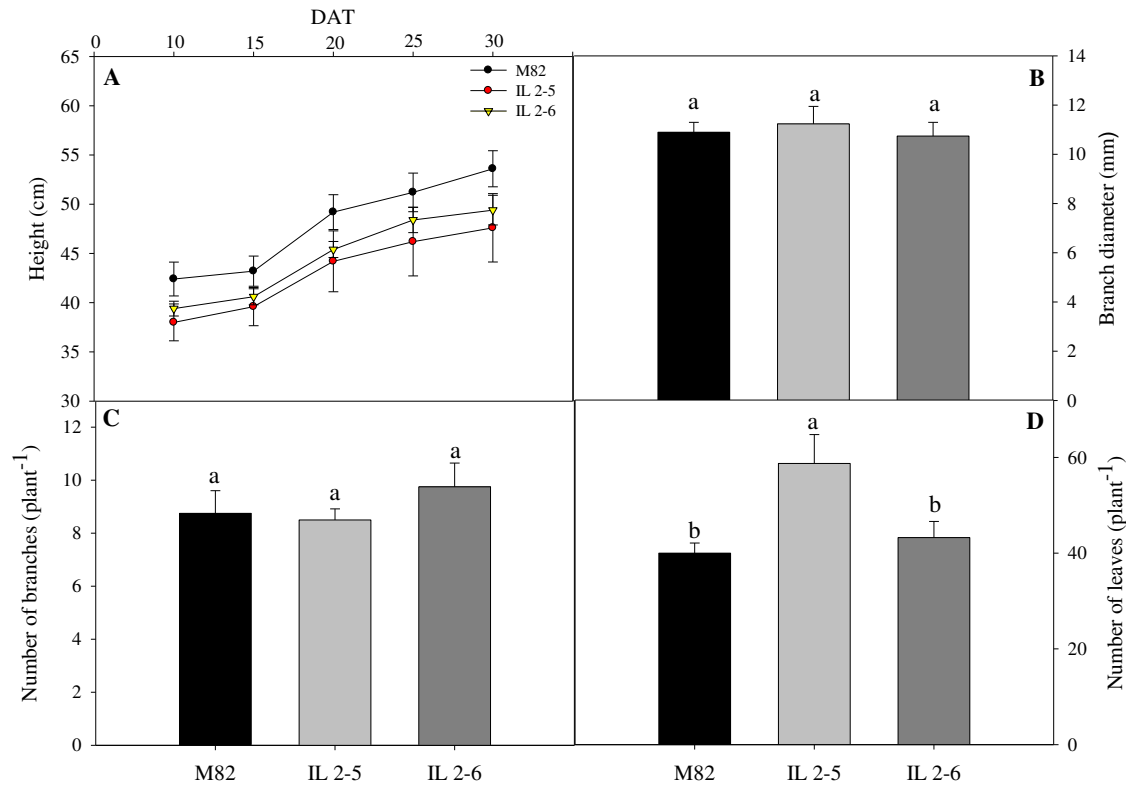 DAT
0 10 15 20 25 30
A
M82
IL 2-5
IL 2-6
65
60
55
50
45
40
35
30
Height (cm)
B
a
a
a
14
12
10
8
6
4
2
0
Branch diameter (mm)
C
a
a
a
12
10
8
6
4
2
0
Number of branches (plant-1)
M82 IL 2-5 IL 2-6
D
b
a
b
60
40
20
0
Number of leaves (plant-1)
M82 IL 2-5 IL 2-6